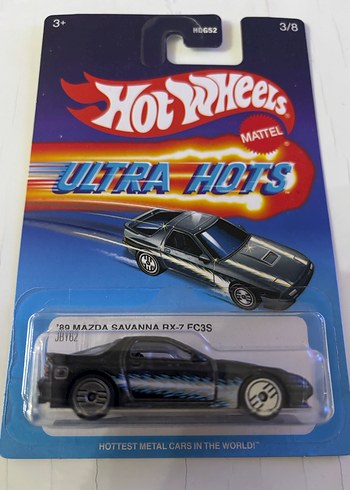 3+
HDG52
3/8
Hot Wheels
MATTEL
ULTRA HOTS
'89 MAZDA SAVANNA RX-7 FC3S
JBY62
HOTTEST METAL CARS IN THE WORLD!™